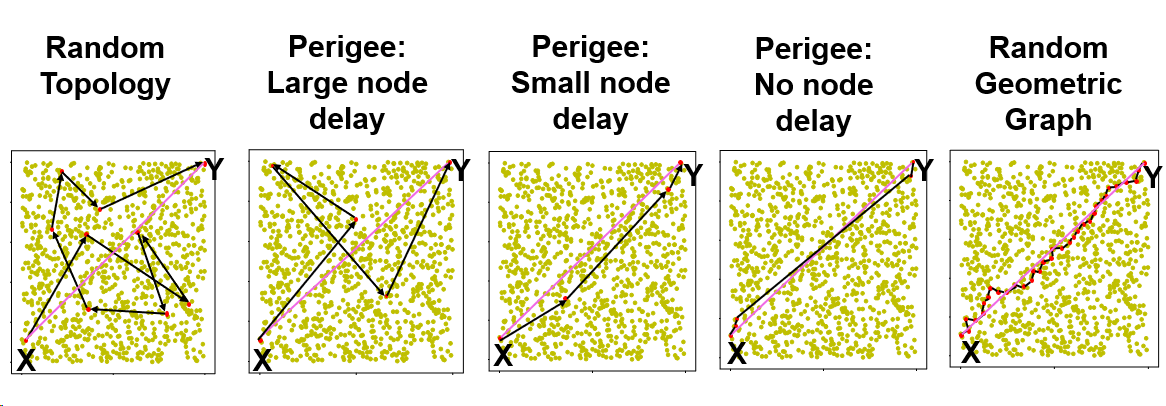 Random
Topology
Perigee:
Large node
delay
Perigee:
Small node
delay
Perigee:
No node
delay
Random
Geometric
Graph
Y
X
Y
X
Y
X
Y
X
Y
X